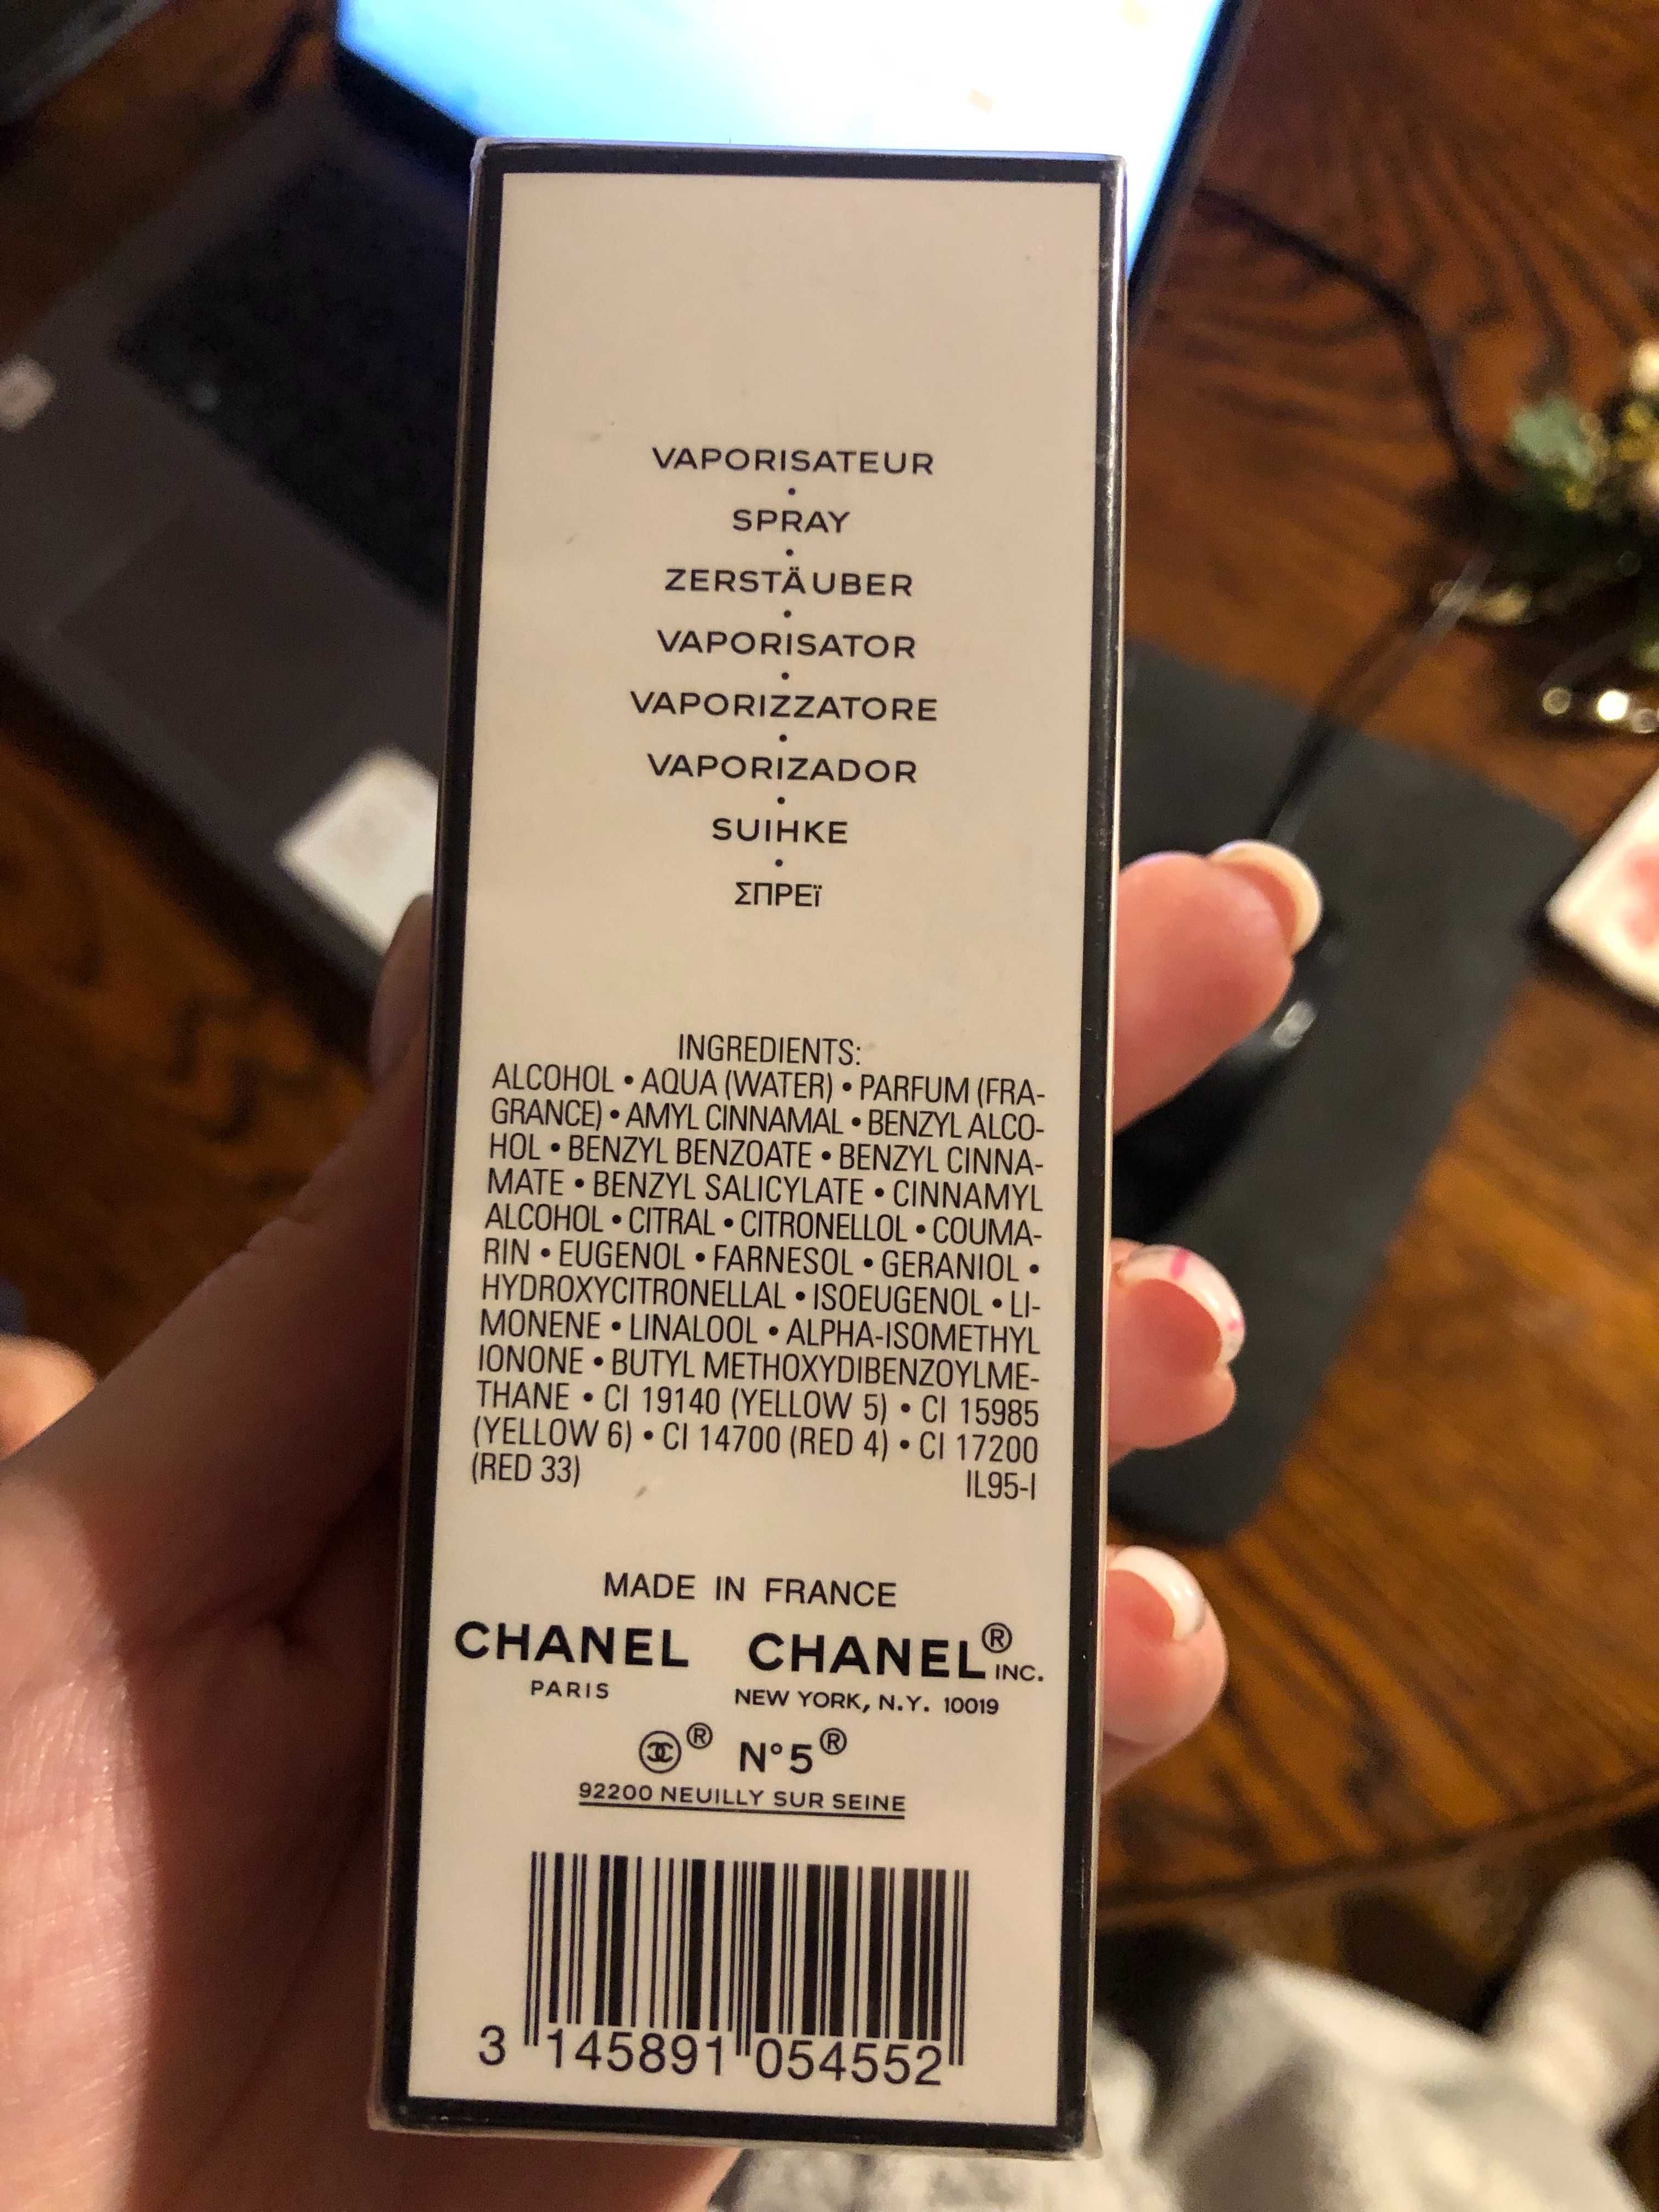 VAPORISATEUR
•
SPRAY
•
ZERSTÄUBER
•
VAPORISATOR
•
VAPORIZZATORE
•
VAPORIZADOR
•
SUIHKE
•
ΣΠΡΕϊ
INGREDIENTS:
ALCOHOL • AQUA (WATER) • PARFUM (FRA-
GRANCE) • AMYL CINNAMAL • BENZYL ALCO-
HOL • BENZYL BENZOATE • BENZYL CINNA-
MATE • BENZYL SALICYLATE • CINNAMYL
ALCOHOL • CITRAL • CITRONELLOL • COUMA-
RIN • EUGENOL • FARNESOL • GERANIOL •
HYDROXYCITRONELLAL • ISOEUGENOL • LI-
MONENE • LINALOOL • ALPHA-ISOMETHYL
IONONE • BUTYL METHOXYDIBENZOYLME-
THANE • CI 19140 (YELLOW 5) • CI 15985
(YELLOW 6) • CI 14700 (RED 4) • CI 17200
(RED 33) IL95-I
MADE IN FRANCE
CHANEL CHANEL® INC.
PARIS NEW YORK, N.Y. 10019
® N°5®
92200 NEUILLY SUR SEINE
3 145891 054552